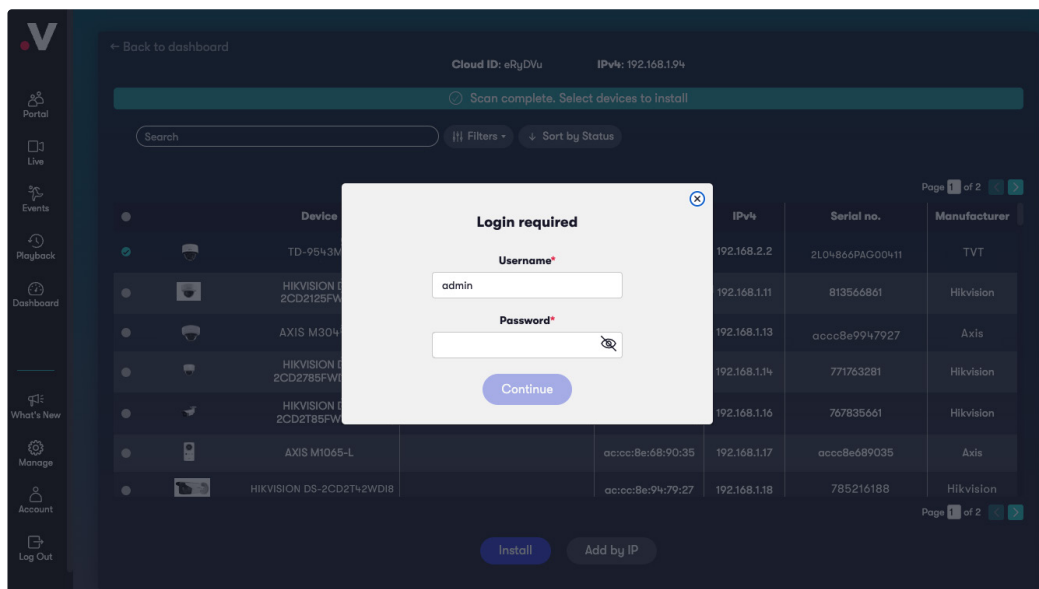 .V
Portal
Live
Events
Playback
Dashboard
What's New
Manage
Account
Log Out
← Back to dashboard
Cloud ID: eRyDVu IPv4: 192.168.1.94
Scan complete. Select devices to install
Search Filters ↓ Sort by Status
Page 1 of 2
Device IPv4 Serial no. Manufacturer
TD-9543M 192.168.2.2 2L04866PAG00411 TVT
HIKVISION D
2CD2125FW 192.168.1.11 813566861 Hikvision
AXIS M304 192.168.1.13 accc8e9947927 Axis
HIKVISION D
2CD2785FWD 192.168.1.14 771763281 Hikvision
HIKVISION D
2CD2T85FW 192.168.1.16 767835661 Hikvision
AXIS M1065-L ac:cc:8e:68:90:35 192.168.1.17 accc8e689035 Axis
HIKVISION DS-2CD2T42WDI8 ac:cc:8e:94:79:27 192.168.1.18 785216188 Hikvision
Page 1 of 2
Install Add by IP
Login required
Username*
admin
Password*
Continue